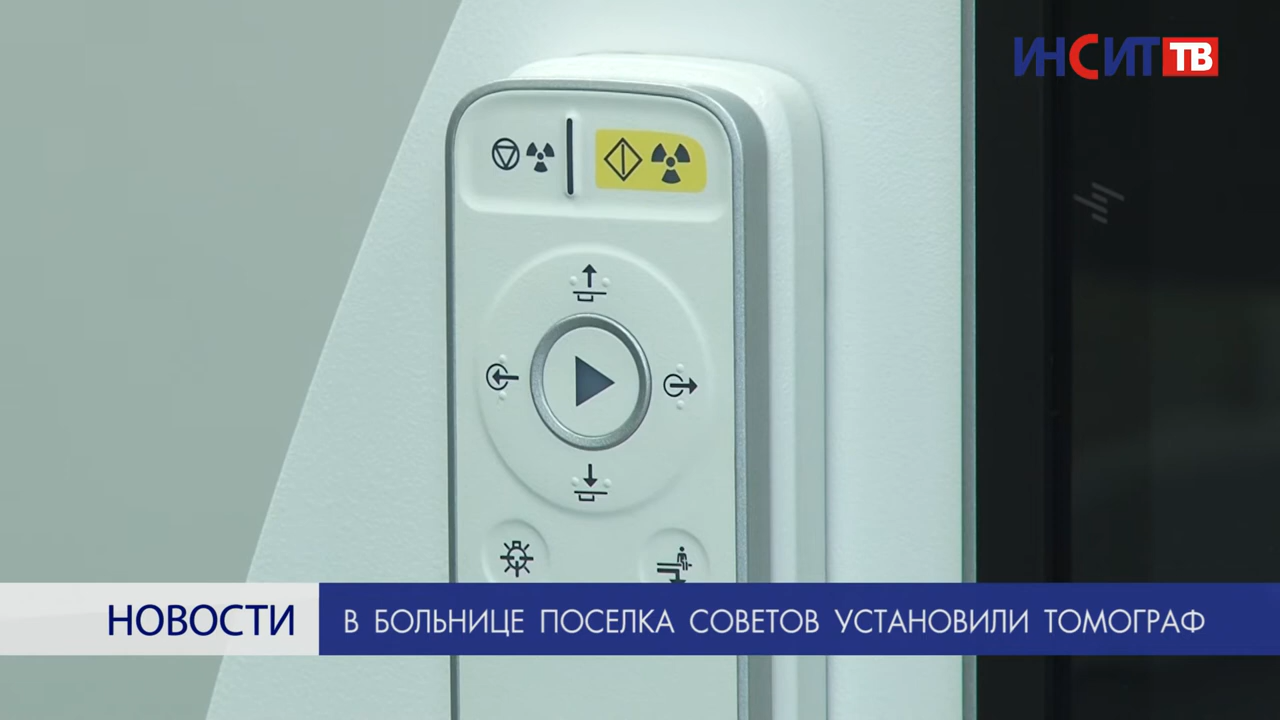 ИНСИТ ТВ
НОВОСТИ
В БОЛЬНИЦЕ ПОСЕЛКА СОВЕТОВ УСТАНОВИЛИ ТОМОГРАФ